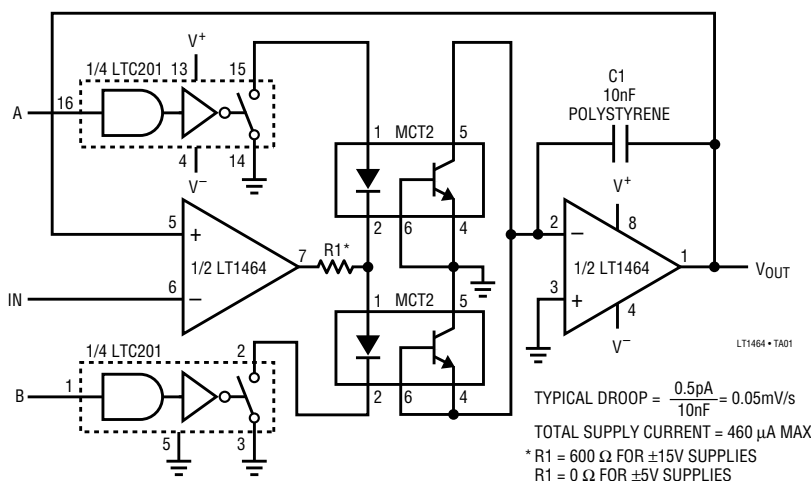 1/4 LTC201
V+
13
15
A
16
4
V−
14
1
MCT2
5
2
6
4
C1
10nF
POLYSTYRENE
5
+
1/2 LT1464
7
R1*
IN
6
−
1
MCT2
5
2
6
4
V+
8
2
−
1/2 LT1464
1
VOUT
3
+
4
V−
LT1464 • TA01
1/4 LTC201
B
1
2
5
3
TYPICAL DROOP = 0.5pA / 10nF = 0.05mV/s
TOTAL SUPPLY CURRENT = 460 µA MAX
* R1 = 600 Ω FOR ±15V SUPPLIES
R1 = 0 Ω FOR ±5V SUPPLIES